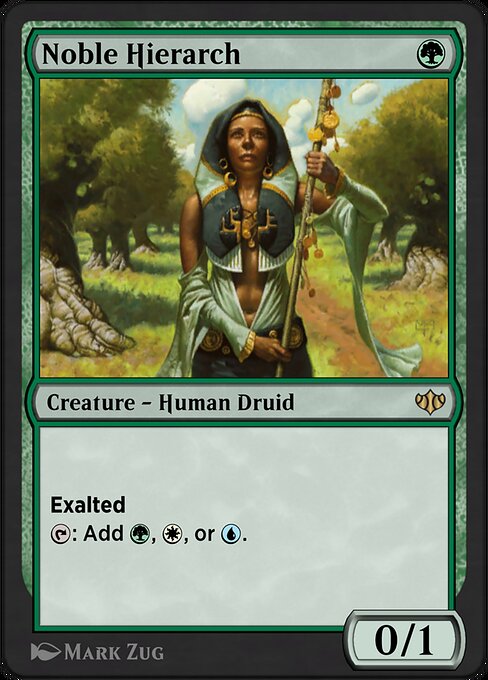 Noble Hierarch
Creature – Human Druid
Exalted
: Add , , or .
0/1
Mark Zug